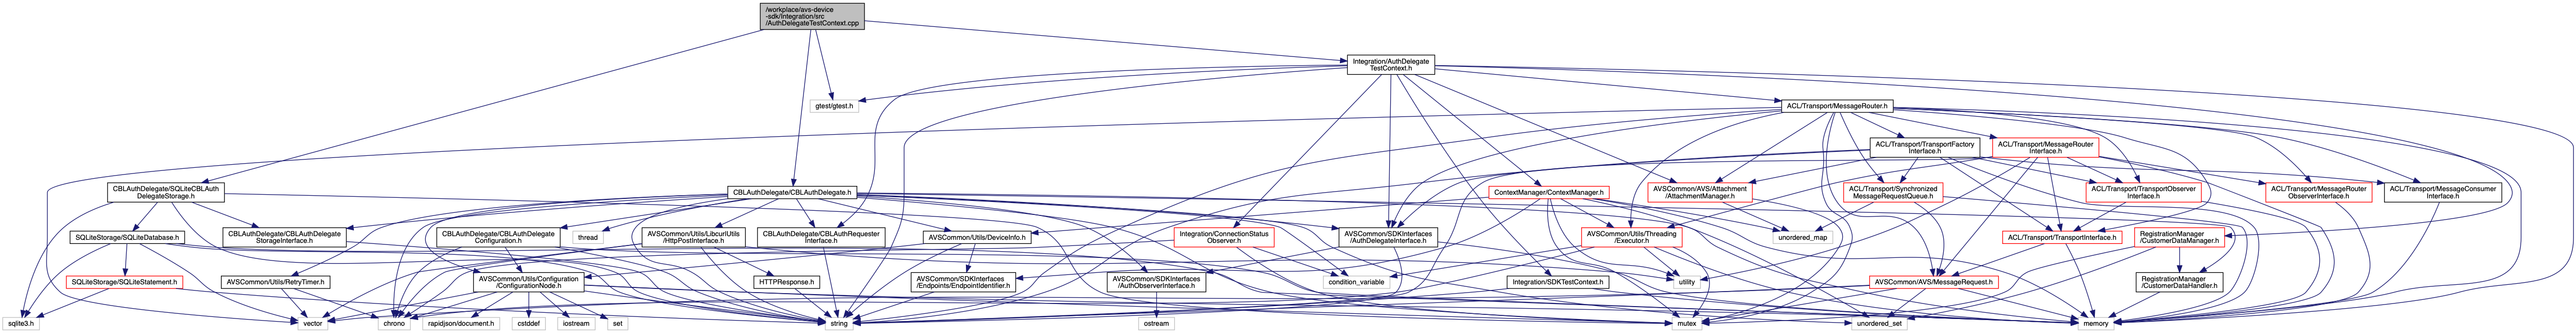 /workplace/avs-device
-sdk/Integration/src
/AuthDelegateTestContext.cpp
Integration/AuthDelegate
TestContext.h
gtest/gtest.h
ACL/Transport/MessageRouter.h
ACL/Transport/TransportFactory
Interface.h
ACL/Transport/MessageRouter
Interface.h
CBLAuthDelegate/SQLiteCBLAuth
DelegateStorage.h
CBLAuthDelegate/CBLAuthDelegate.h
ContextManager/ContextManager.h
AVSCommon/AVS/Attachment
/AttachmentManager.h
ACL/Transport/Synchronized
MessageRequestQueue.h
ACL/Transport/TransportObserver
Interface.h
ACL/Transport/MessageRouter
ObserverInterface.h
ACL/Transport/MessageConsumer
Interface.h
SQLiteStorage/SQLiteDatabase.h
CBLAuthDelegate/CBLAuthDelegate
StorageInterface.h
CBLAuthDelegate/CBLAuthDelegate
Configuration.h
thread
AVSCommon/Utils/LibcurlUtils
/HttpPostInterface.h
CBLAuthDelegate/CBLAuthRequester
Interface.h
AVSCommon/Utils/DeviceInfo.h
Integration/ConnectionStatus
Observer.h
AVSCommon/SDKInterfaces
/AuthDelegateInterface.h
AVSCommon/Utils/Threading
/Executor.h
unordered_map
ACL/Transport/TransportInterface.h
RegistrationManager
/CustomerDataManager.h
SQLiteStorage/SQLiteStatement.h
AVSCommon/Utils/RetryTimer.h
AVSCommon/Utils/Configuration
/ConfigurationNode.h
HTTPResponse.h
AVSCommon/SDKInterfaces
/Endpoints/EndpointIdentifier.h
AVSCommon/SDKInterfaces
/AuthObserverInterface.h
condition_variable
Integration/SDKTestContext.h
utility
AVSCommon/AVS/MessageRequest.h
RegistrationManager
/CustomerDataHandler.h
sqlite3.h
vector
chrono
rapidjson/document.h
cstddef
iostream
set
string
ostream
mutex
unordered_set
memory